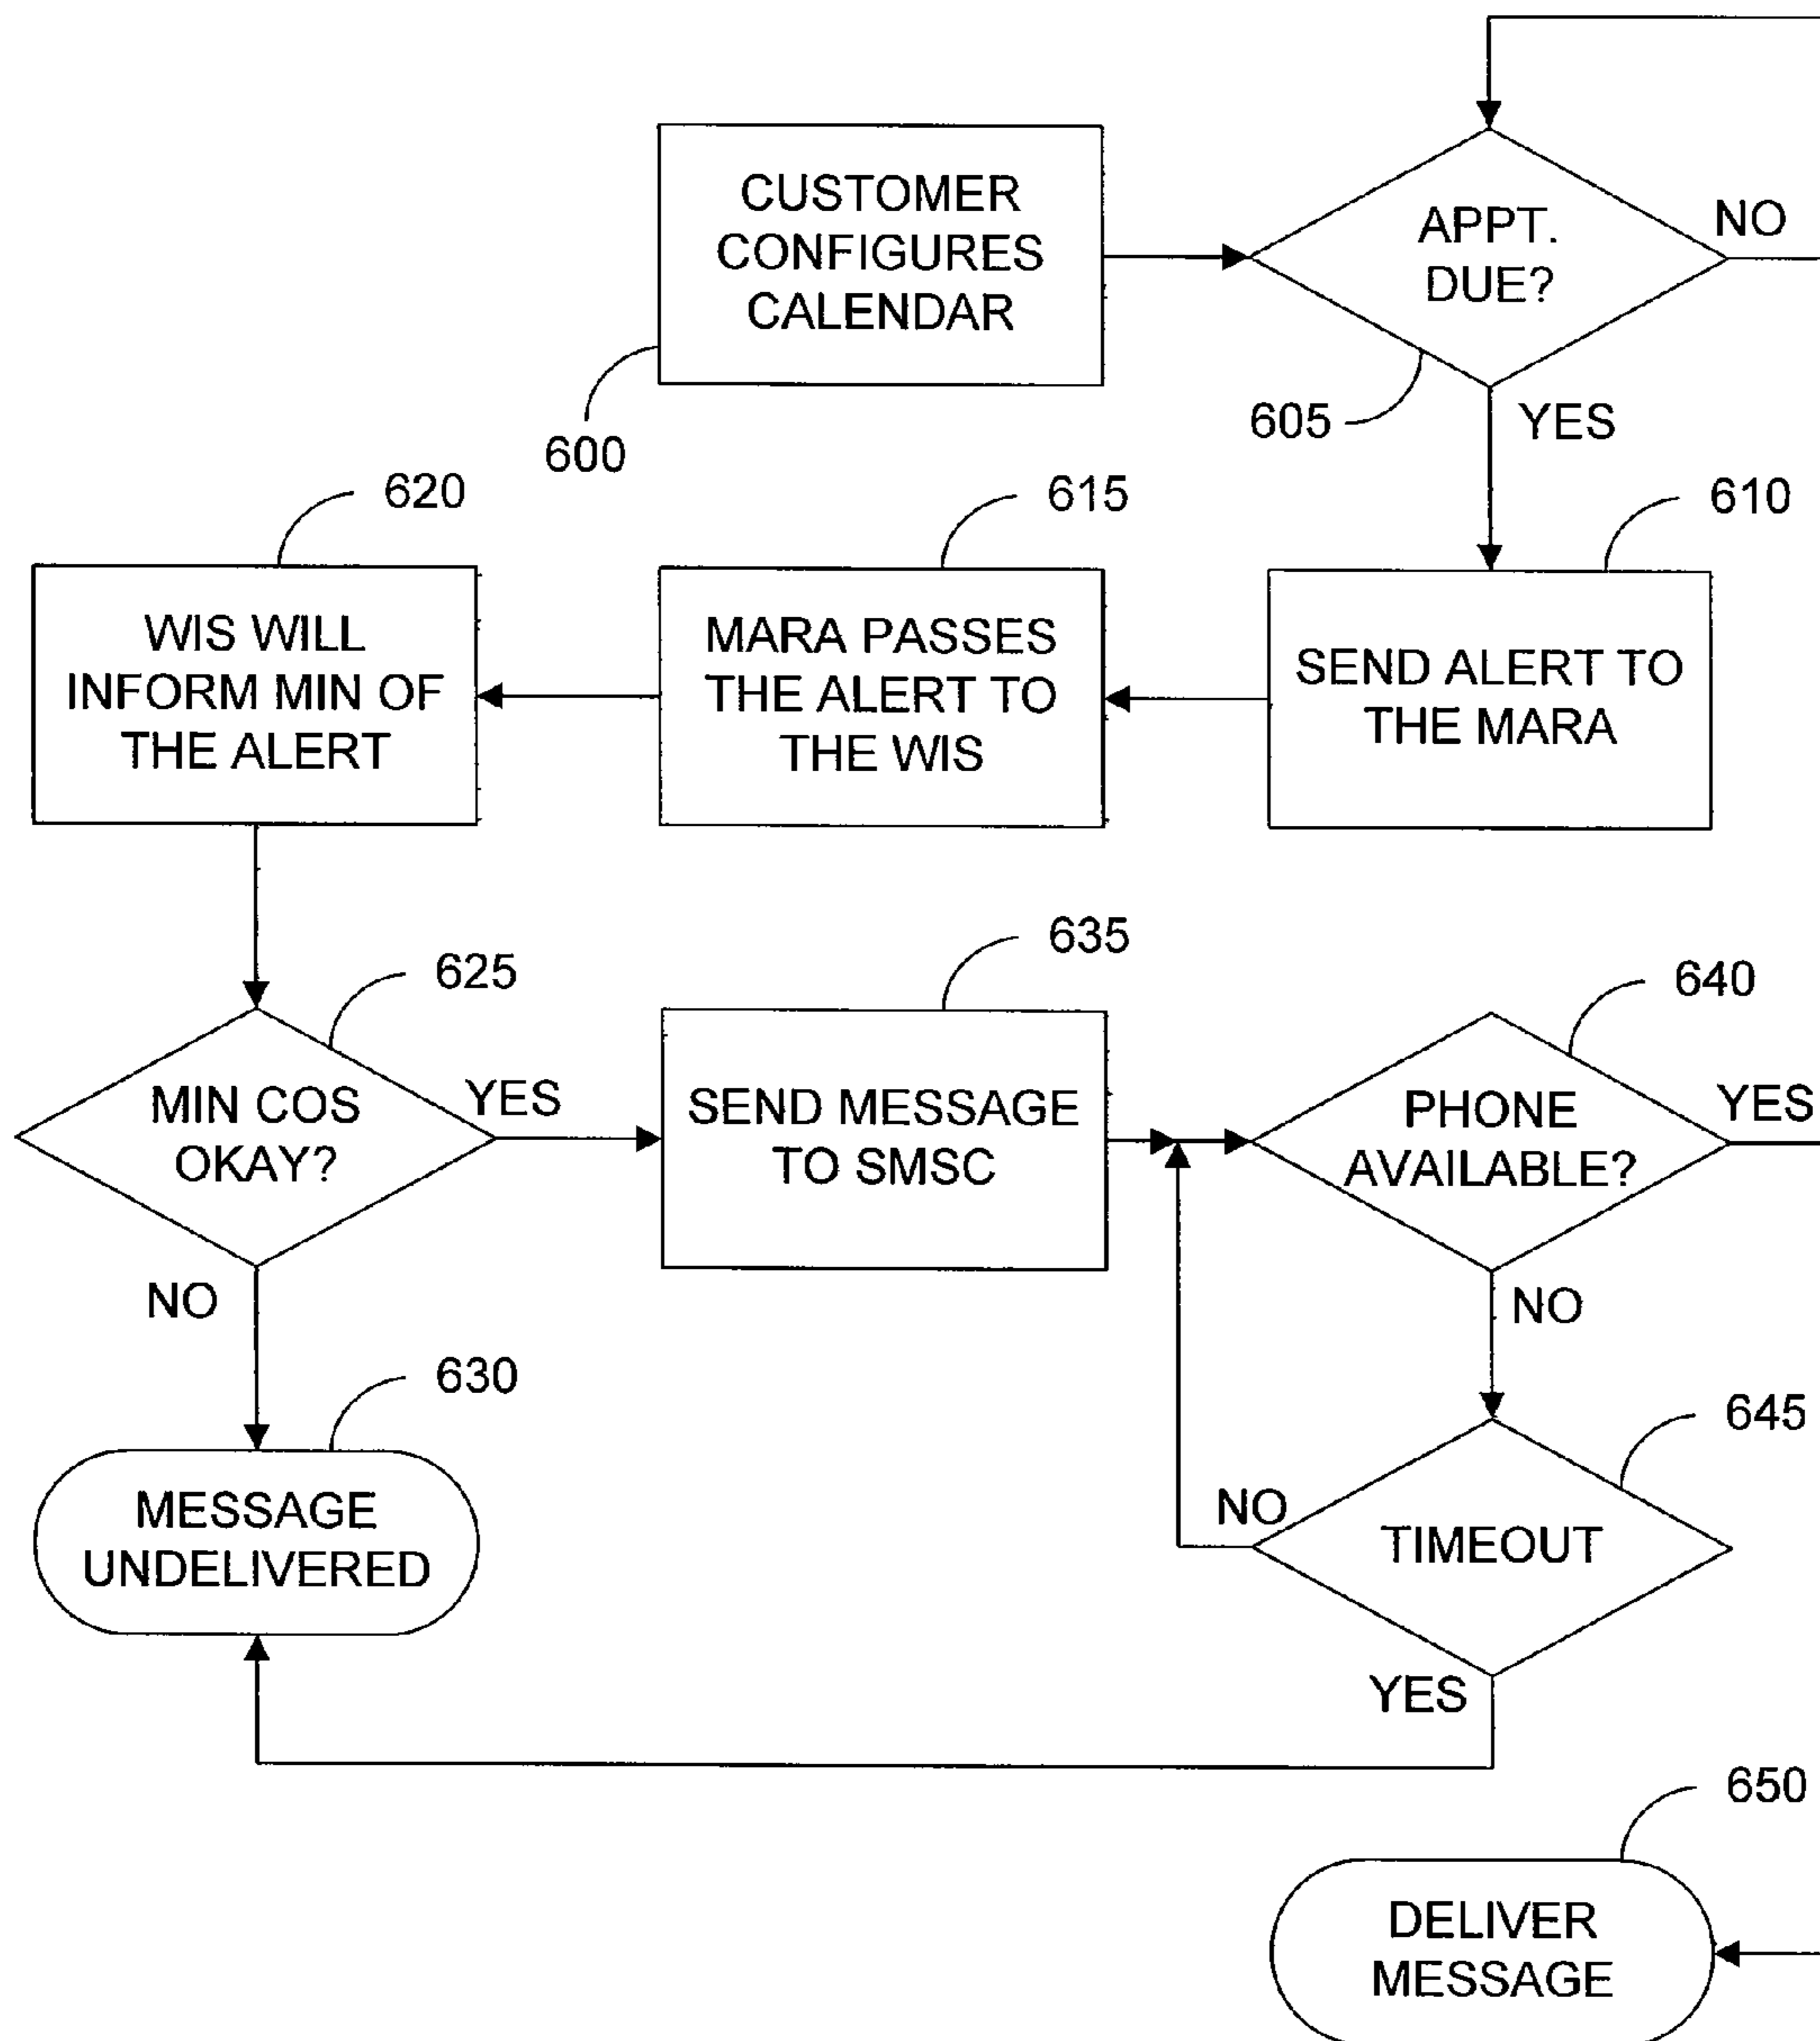 CUSTOMER
CONFIGURES
CALENDAR
600
APPT.
DUE?
NO
605
YES
610
SEND ALERT TO
THE MARA
615
MARA PASSES
THE ALERT TO
THE WIS
620
WIS WILL
INFORM MIN OF
THE ALERT
625
MIN COS
OKAY?
YES
NO
630
MESSAGE
UNDELIVERED
635
SEND MESSAGE
TO SMSC
640
PHONE
AVAILABLE?
YES
NO
645
TIMEOUT
NO
YES
650
DELIVER
MESSAGE